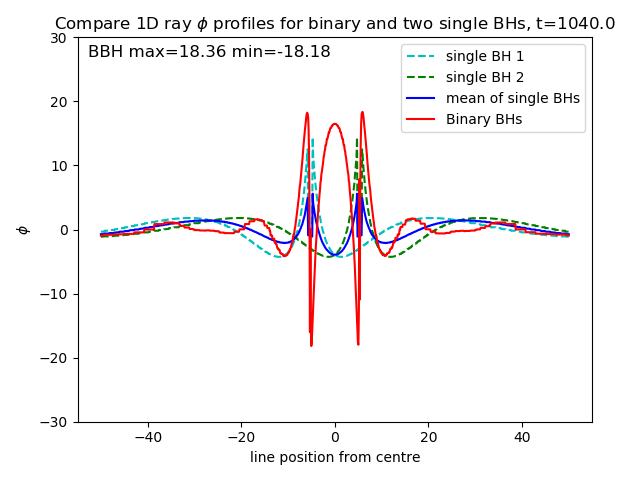 Compare 1D ray ϕ profiles for binary and two single BHs, t=1040.0
BBH max=18.36 min=-18.18
single BH 1
single BH 2
mean of single BHs
Binary BHs
30
20
10
0
−10
−20
−30
ϕ
−40
−20
0
20
40
line position from centre